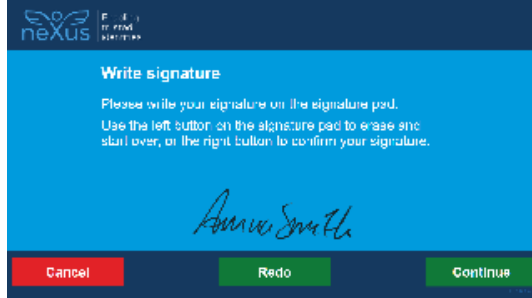 neXus
Write signature
Please write your signature on the signature pad.
Use the left button on the signature pad to erase and
start over, or the right button to confirm your signature.
Anna Smith
Cancel
Redo
Continue